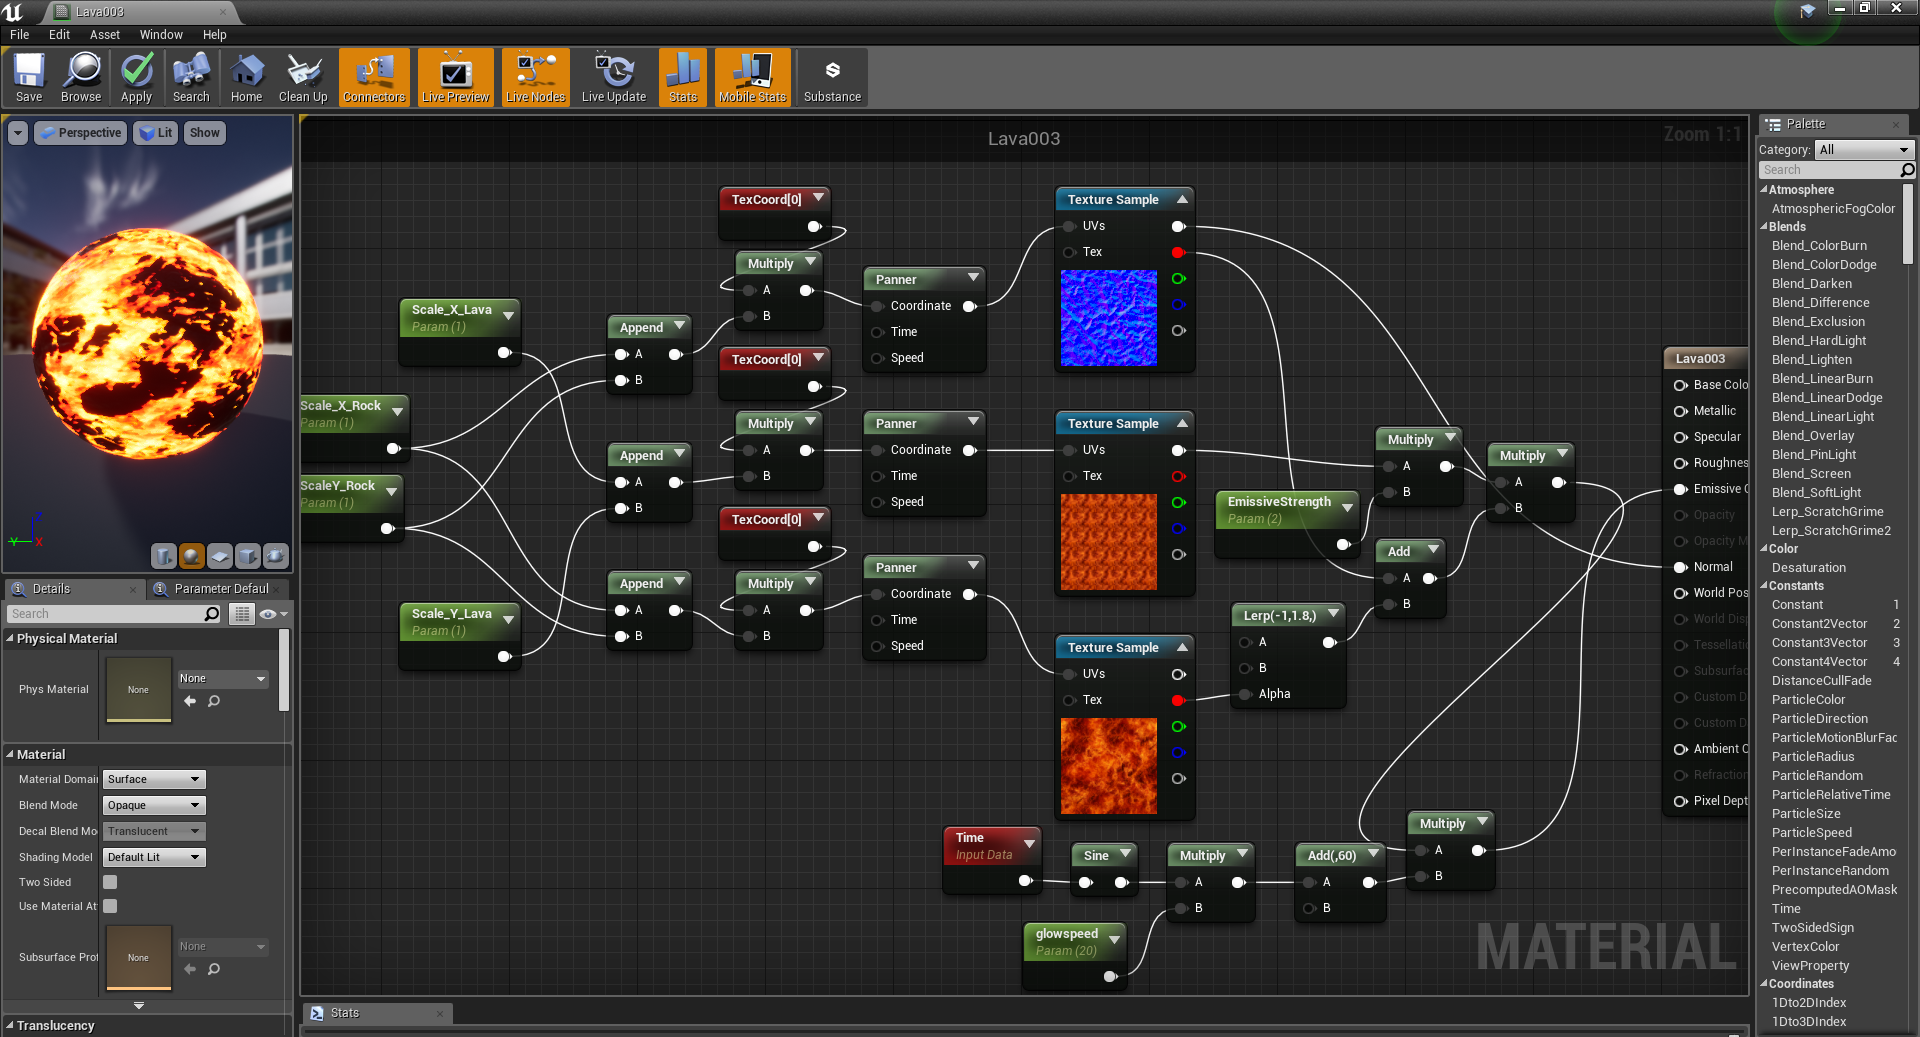 Lava003
File Edit Asset Window Help
Save Browse Apply Search Home Clean Up Connectors Live Preview Live Nodes Live Update Stats Mobile Stats Substance
Perspective Lit Show
Z
Y
X
Details
Parameter Defaul
Search
Physical Material
Phys Material
None
None
Material
Material Domai
Surface
Blend Mode
Opaque
Decal Blend Mo
Translucent
Shading Model
Default Lit
Two Sided
Use Material At
Subsurface Prof
None
None
Translucency
Lava003
Zoom 1:1
Scale_X_Lava
Param (1)
Scale_X_Rock
Param (1)
ScaleY_Rock
Param (1)
Scale_Y_Lava
Param (1)
Append
A
B
Append
A
B
Append
A
B
TexCoord[0]
Multiply
A
B
TexCoord[0]
Multiply
A
B
TexCoord[0]
Multiply
A
B
Panner
Coordinate
Time
Speed
Panner
Coordinate
Time
Speed
Panner
Coordinate
Time
Speed
Texture Sample
UVs
Tex
Texture Sample
UVs
Tex
Texture Sample
UVs
Tex
EmissiveStrength
Param (2)
Multiply
A
B
Multiply
A
B
Add
A
B
Lerp(-1,1.8,)
A
B
Alpha
Time
Input Data
Sine
glowspeed
Param (20)
Multiply
A
B
Add(,60)
A
B
Multiply
A
B
Lava003
Base Colo
Metallic
Specular
Roughnes
Emissive C
Opacity
Opacity M
Normal
World Pos
World Disp
Tessellatio
Subsurfac
Custom D
Custom D
Ambient O
Refraction
Pixel Dept
MATERIAL
Stats
Palette
Category: All
Search
Atmosphere
AtmosphericFogColor
Blends
Blend_ColorBurn
Blend_ColorDodge
Blend_Darken
Blend_Difference
Blend_Exclusion
Blend_HardLight
Blend_Lighten
Blend_LinearBurn
Blend_LinearDodge
Blend_LinearLight
Blend_Overlay
Blend_PinLight
Blend_Screen
Blend_SoftLight
Lerp_ScratchGrime
Lerp_ScratchGrime2
Color
Desaturation
Constants
Constant 1
Constant2Vector 2
Constant3Vector 3
Constant4Vector 4
DistanceCullFade
ParticleColor
ParticleDirection
ParticleMotionBlurFac
ParticleRadius
ParticleRandom
ParticleRelativeTime
ParticleSize
ParticleSpeed
PerInstanceFadeAmo
PerInstanceRandom
PrecomputedAOMask
Time
TwoSidedSign
VertexColor
ViewProperty
Coordinates
1Dto2DIndex
1Dto3DIndex